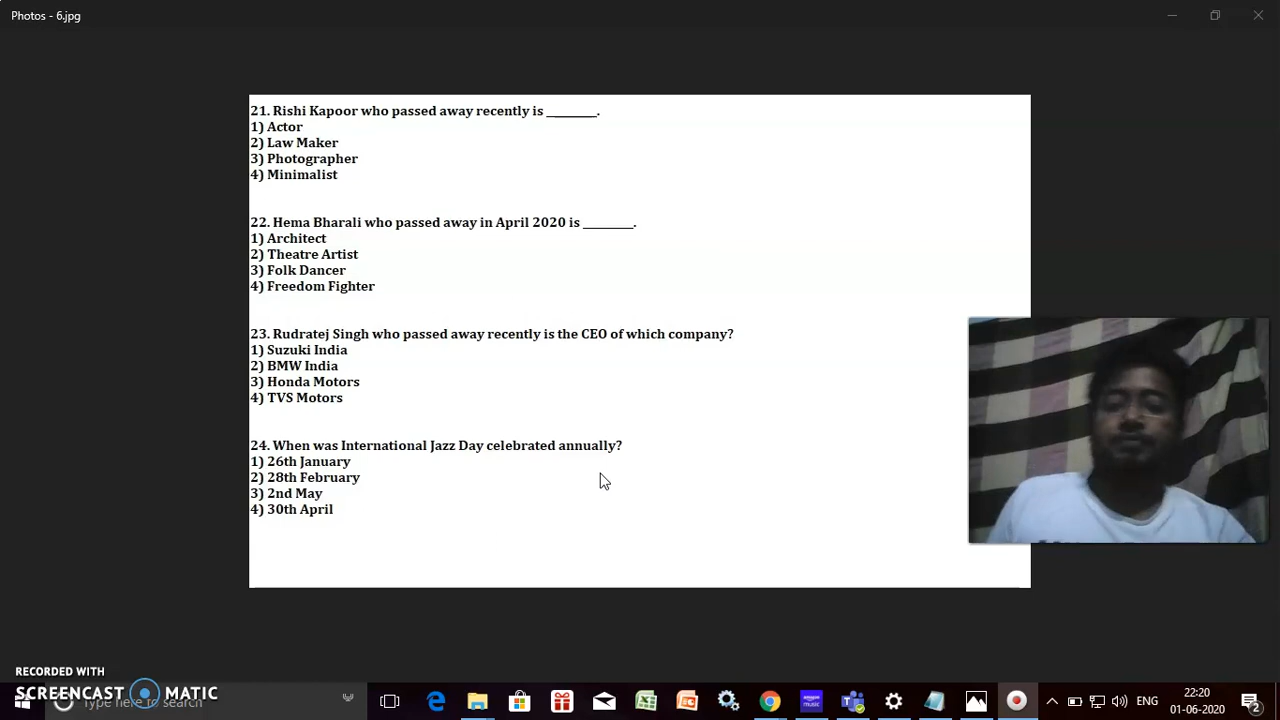 Photos - 6.jpg
21. Rishi Kapoor who passed away recently is ________.
1) Actor
2) Law Maker
3) Photographer
4) Minimalist
22. Hema Bharali who passed away in April 2020 is ________.
1) Architect
2) Theatre Artist
3) Folk Dancer
4) Freedom Fighter
23. Rudratej Singh who passed away recently is the CEO of which company?
1) Suzuki India
2) BMW India
3) Honda Motors
4) TVS Motors
24. When was International Jazz Day celebrated annually?
1) 26th January
2) 28th February
3) 2nd May
4) 30th April
RECORDED WITH
SCREENCAST MATIC
Type here to search
amazon music
ENG
22:20
01-06-2020
2